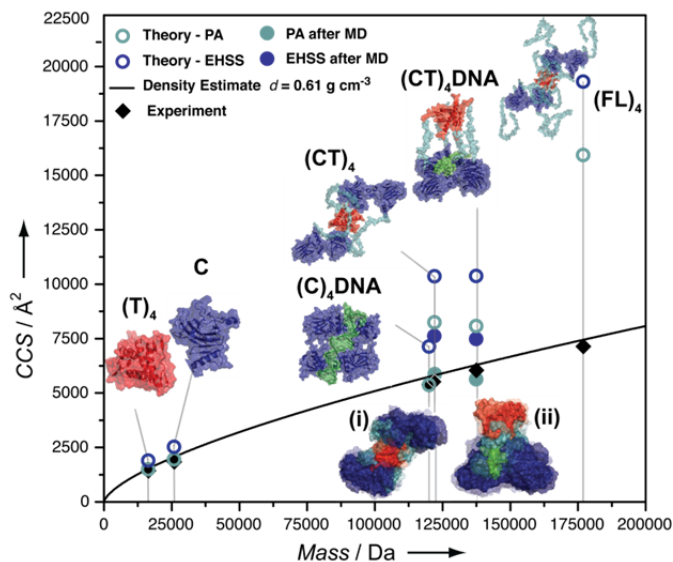 22500
20000
17500
15000
12500
10000
7500
5000
2500
0
CCS / Å²
Theory - PA
PA after MD
Theory - EHSS
EHSS after MD
Density Estimate d = 0.61 g cm⁻³
Experiment
(CT)₄DNA
(FL)₄
(CT)₄
C
(T)₄
(C)₄DNA
(i)
(ii)
0
25000
50000
75000
100000
125000
150000
175000
200000
Mass / Da